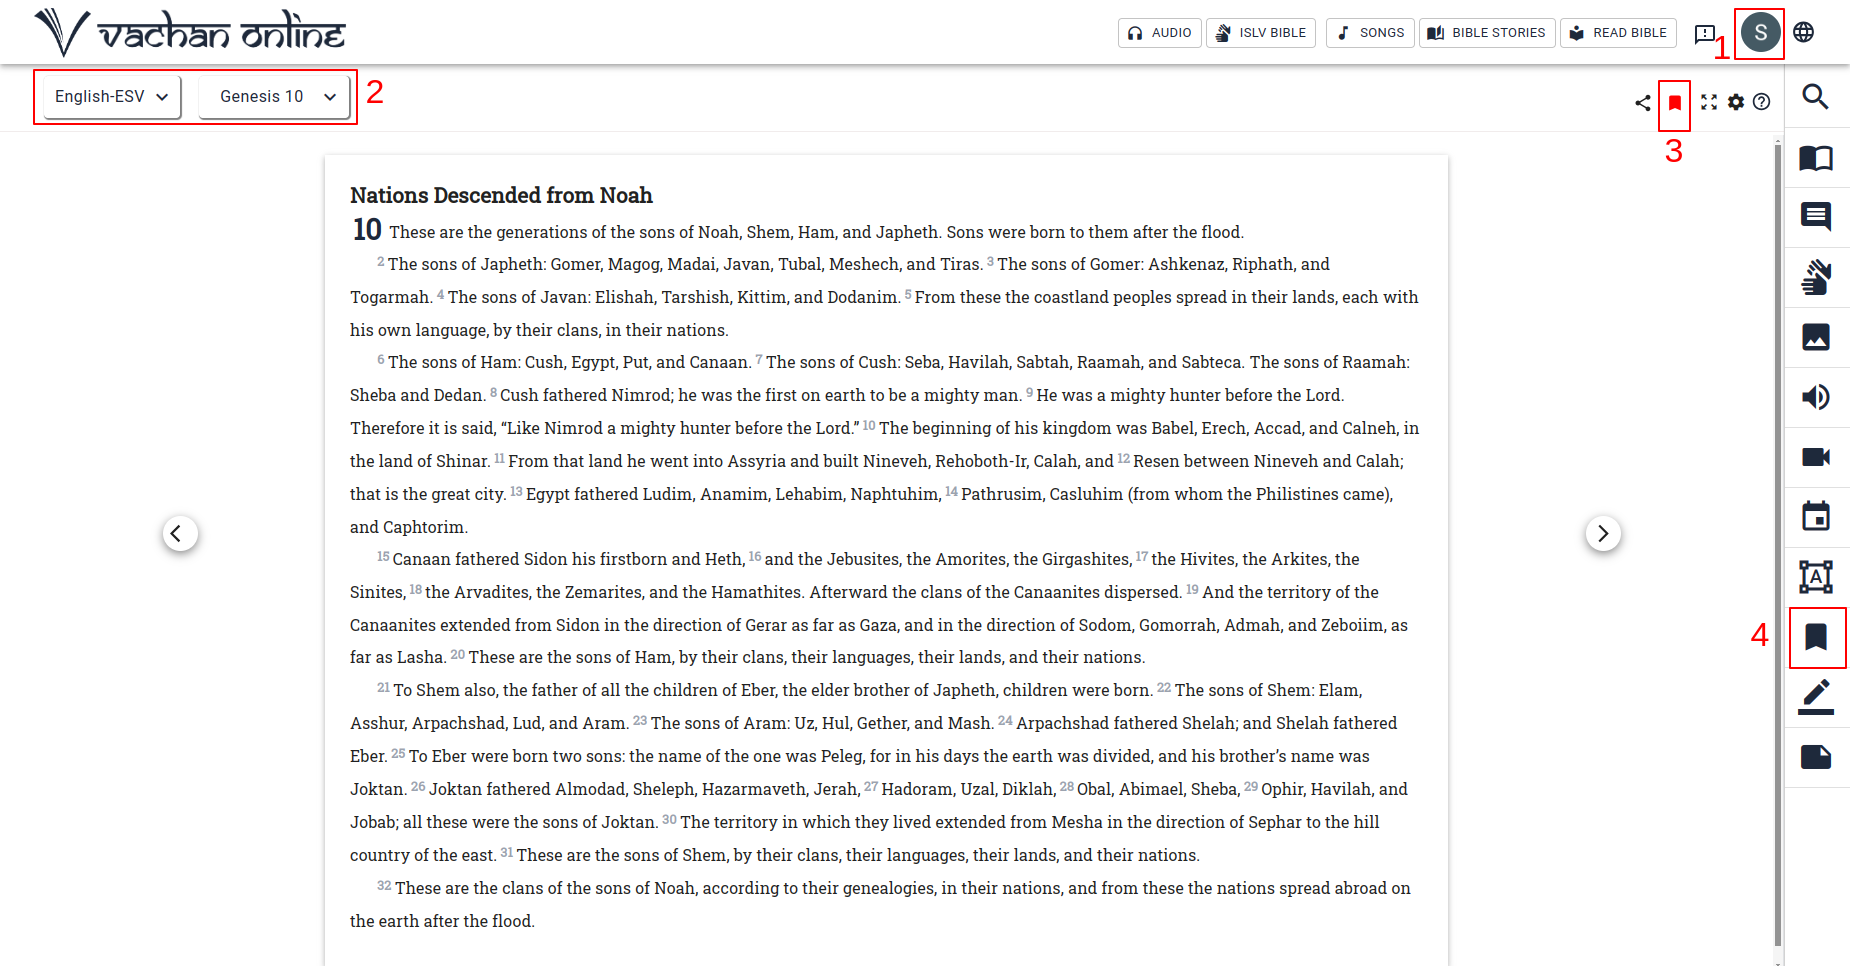 vachan online
AUDIO
ISLV BIBLE
SONGS
BIBLE STORIES
READ BIBLE
1
S
English-ESV
Genesis 10
2
3
Nations Descended from Noah
10 These are the generations of the sons of Noah, Shem, Ham, and Japheth. Sons were born to them after the flood.
2 The sons of Japheth: Gomer, Magog, Madai, Javan, Tubal, Meshech, and Tiras. 3 The sons of Gomer: Ashkenaz, Riphath, and
Togarmah. 4 The sons of Javan: Elishah, Tarshish, Kittim, and Dodanim. 5 From these the coastland peoples spread in their lands, each with
his own language, by their clans, in their nations.
6 The sons of Ham: Cush, Egypt, Put, and Canaan. 7 The sons of Cush: Seba, Havilah, Sabtah, Raamah, and Sabteca. The sons of Raamah:
Sheba and Dedan. 8 Cush fathered Nimrod; he was the first on earth to be a mighty man. 9 He was a mighty hunter before the Lord.
Therefore it is said, “Like Nimrod a mighty hunter before the Lord.” 10 The beginning of his kingdom was Babel, Erech, Accad, and Calneh, in
the land of Shinar. 11 From that land he went into Assyria and built Nineveh, Rehoboth-Ir, Calah, and 12 Resen between Nineveh and Calah;
that is the great city. 13 Egypt fathered Ludim, Anamim, Lehabim, Naphtuhim, 14 Pathrusim, Casluhim (from whom the Philistines came),
and Caphtorim.
15 Canaan fathered Sidon his firstborn and Heth, 16 and the Jebusites, the Amorites, the Girgashites, 17 the Hivites, the Arkites, the
Sinites, 18 the Arvadites, the Zemarites, and the Hamathites. Afterward the clans of the Canaanites dispersed. 19 And the territory of the
Canaanites extended from Sidon in the direction of Gerar as far as Gaza, and in the direction of Sodom, Gomorrah, Admah, and Zeboiim, as
far as Lasha. 20 These are the sons of Ham, by their clans, their languages, their lands, and their nations.
21 To Shem also, the father of all the children of Eber, the elder brother of Japheth, children were born. 22 The sons of Shem: Elam,
Asshur, Arpachshad, Lud, and Aram. 23 The sons of Aram: Uz, Hul, Gether, and Mash. 24 Arpachshad fathered Shelah; and Shelah fathered
Eber. 25 To Eber were born two sons: the name of the one was Peleg, for in his days the earth was divided, and his brother’s name was
Joktan. 26 Joktan fathered Almodad, Sheleph, Hazarmaveth, Jerah, 27 Hadoram, Uzal, Diklah, 28 Obal, Abimael, Sheba, 29 Ophir, Havilah, and
Jobab; all these were the sons of Joktan. 30 The territory in which they lived extended from Mesha in the direction of Sephar to the hill
country of the east. 31 These are the sons of Shem, by their clans, their languages, their lands, and their nations.
32 These are the clans of the sons of Noah, according to their genealogies, in their nations, and from these the nations spread abroad on
the earth after the flood.
A
4